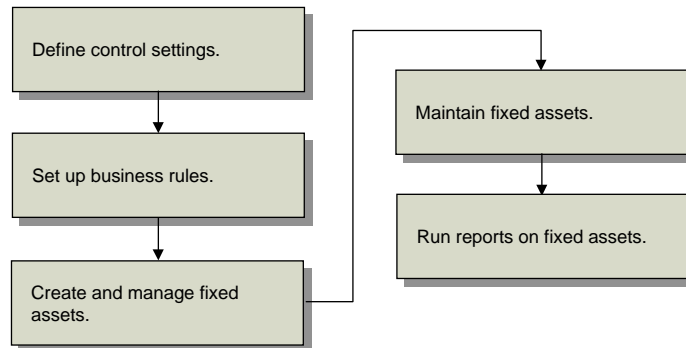 Define control settings.
Set up business rules.
Create and manage fixed
assets.
Maintain fixed assets.
Run reports on fixed assets.